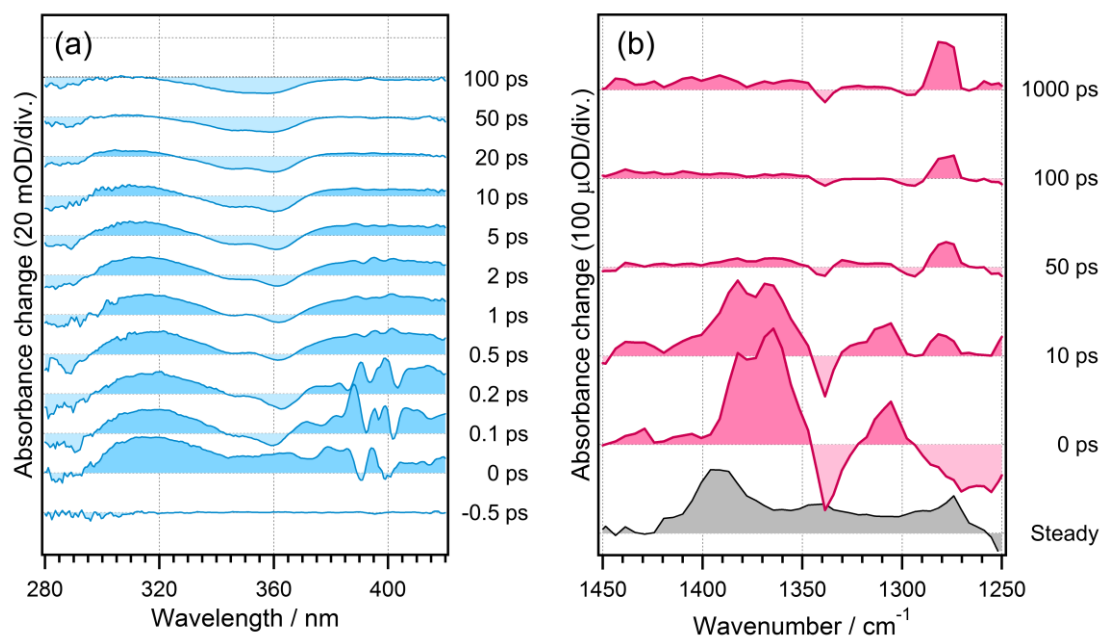 (a)
Absorbance change (20 mOD/div.)
100 ps
50 ps
20 ps
10 ps
5 ps
2 ps
1 ps
0.5 ps
0.2 ps
0.1 ps
0 ps
-0.5 ps
280 320 360 400
Wavelength / nm
(b)
Absorbance change (100 μOD/div.)
1000 ps
100 ps
50 ps
10 ps
0 ps
Steady
1450 1400 1350 1300 1250
Wavenumber / cm⁻¹